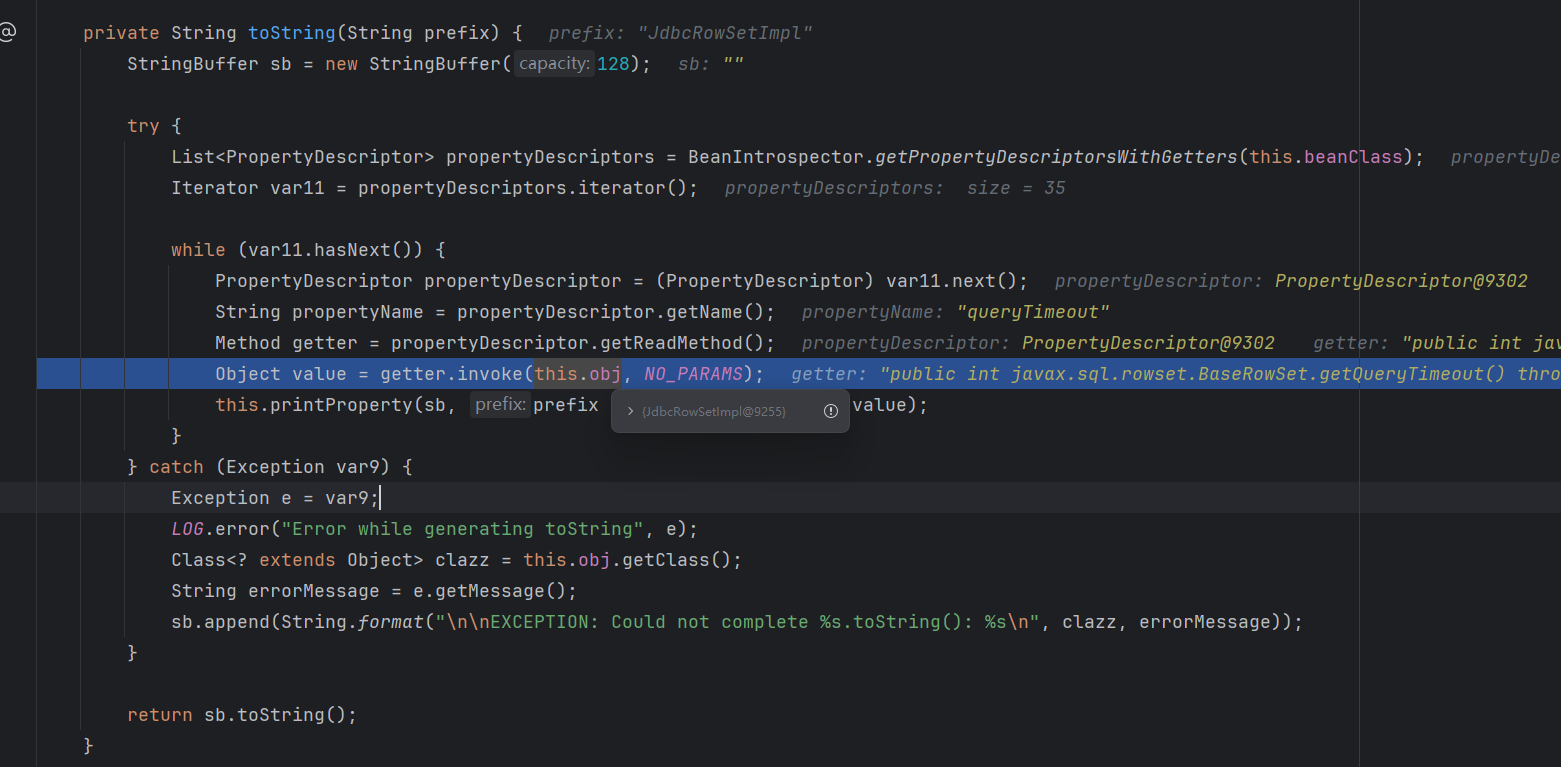 @
private String toString(String prefix) {   prefix: "JdbcRowSetImpl"
StringBuffer sb = new StringBuffer( capacity: 128);   sb: ""
try {
List<PropertyDescriptor> propertyDescriptors = BeanIntrospector.getPropertyDescriptorsWithGetters(this.beanClass);   propertyDe
Iterator var11 = propertyDescriptors.iterator();   propertyDescriptors:  size = 35
while (var11.hasNext()) {
PropertyDescriptor propertyDescriptor = (PropertyDescriptor) var11.next();   propertyDescriptor: PropertyDescriptor@9302
String propertyName = propertyDescriptor.getName();   propertyName: "queryTimeout"
Method getter = propertyDescriptor.getReadMethod();   propertyDescriptor: PropertyDescriptor@9302   getter: "public int jav
Object value = getter.invoke(this.obj, NO_PARAMS);   getter: "public int javax.sql.rowset.BaseRowSet.getQueryTimeout() thro
this.printProperty(sb,  prefix: prefix value);
{JdbcRowSetImpl@9255}
}
} catch (Exception var9) {
Exception e = var9;
LOG.error("Error while generating toString", e);
Class<? extends Object> clazz = this.obj.getClass();
String errorMessage = e.getMessage();
sb.append(String.format("\n\nEXCEPTION: Could not complete %s.toString(): %s\n", clazz, errorMessage));
}
return sb.toString();
}